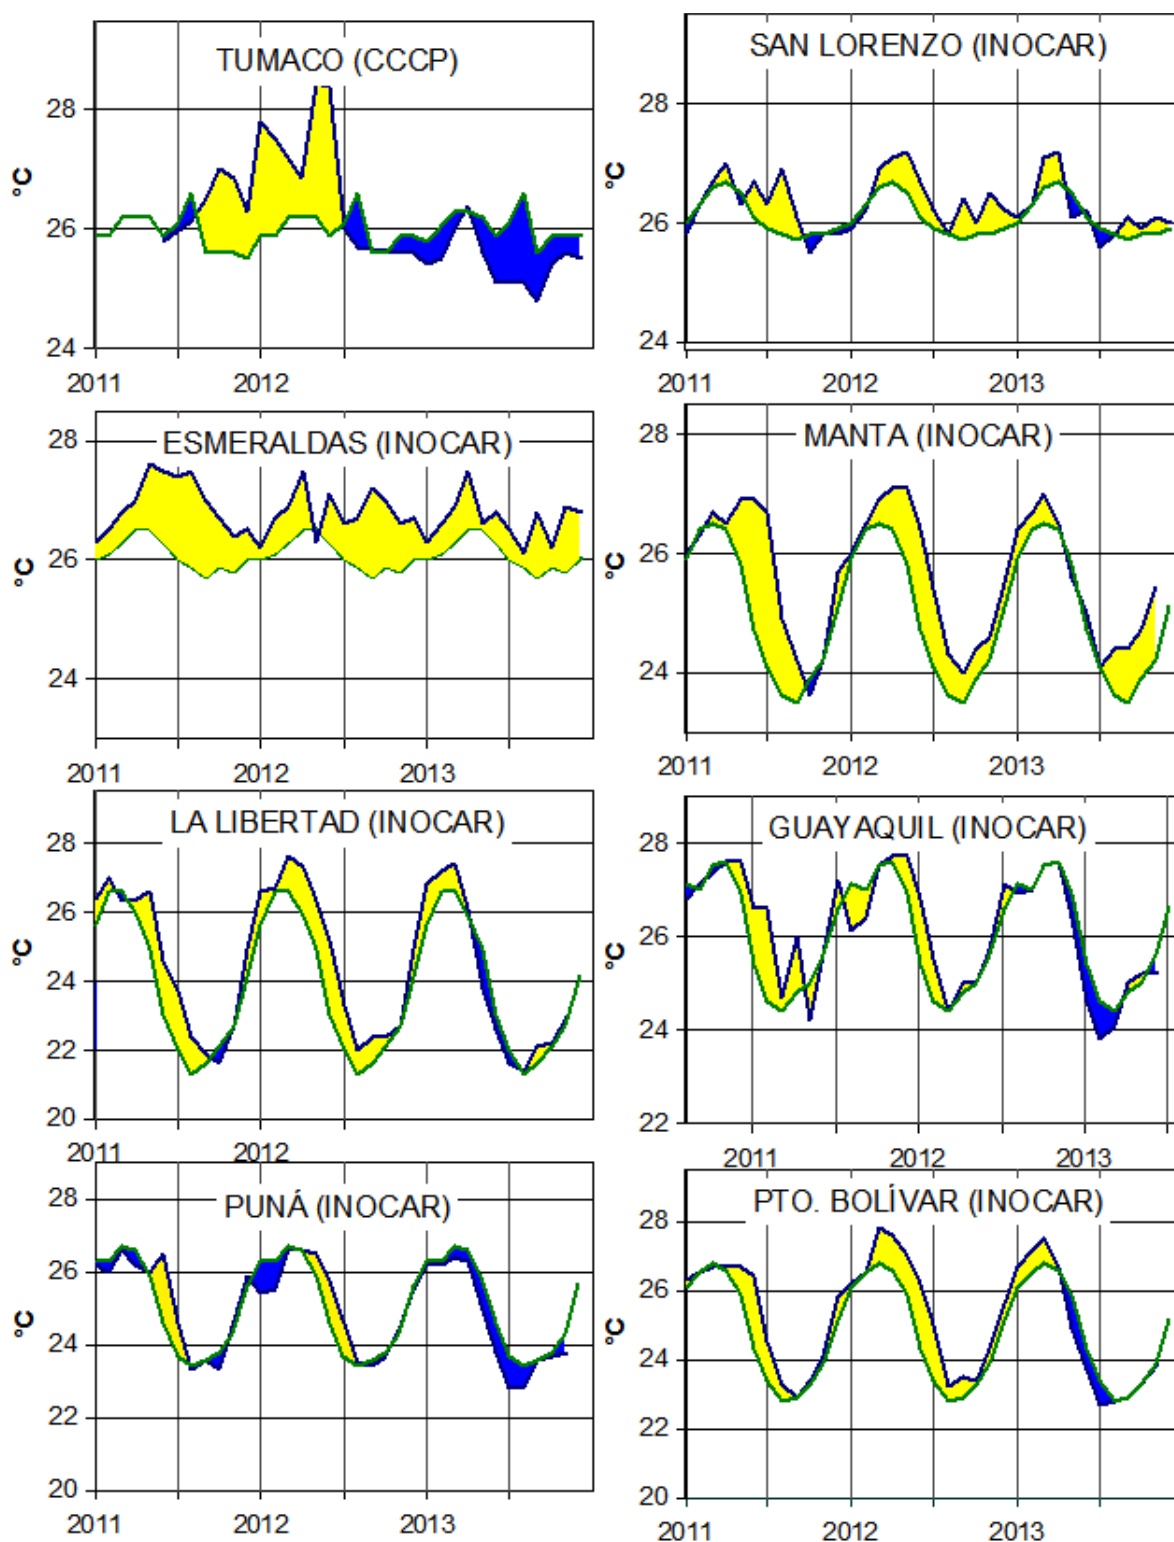 TUMACO (CCCP)
28
26
24
°C
2011 2012
SAN LORENZO (INOCAR)
28
26
24
°C
2011 2012 2013
ESMERALDAS (INOCAR)
28
26
24
°C
2011 2012 2013
MANTA (INOCAR)
28
26
24
°C
2011 2012 2013
LA LIBERTAD (INOCAR)
28
26
24
22
20
°C
2011 2012 2013
GUAYAQUIL (INOCAR)
28
26
24
22
°C
2011 2012 2013
PUNÁ (INOCAR)
28
26
24
22
20
°C
2011 2012 2013
PTO. BOLÍVAR (INOCAR)
28
26
24
22
20
°C
2011 2012 2013